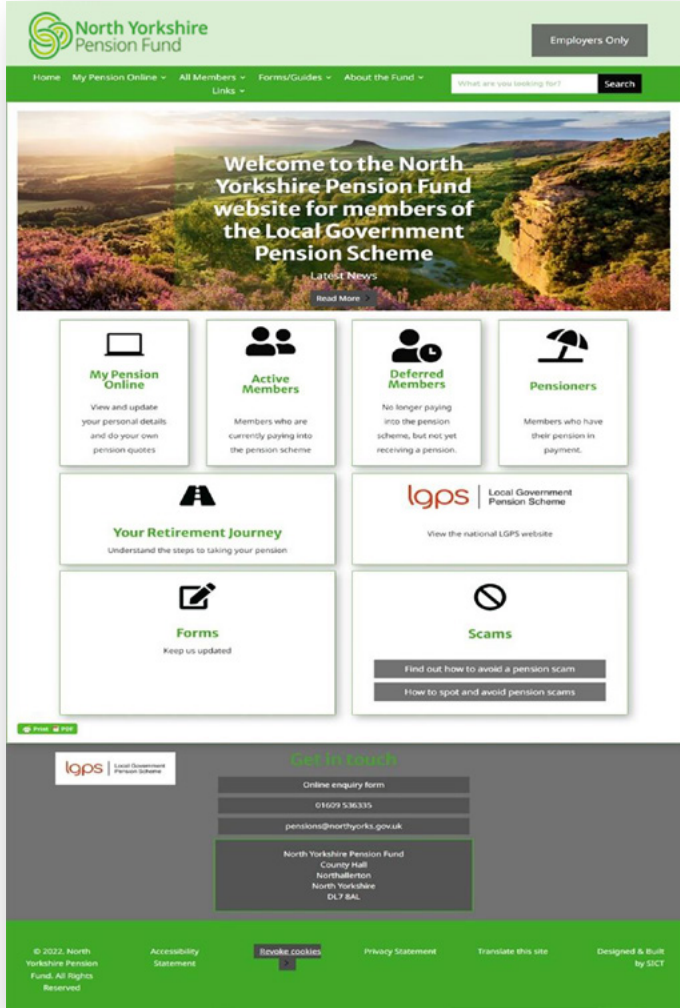 North Yorkshire
Pension Fund
Employers Only
Home My Pension Online All Members Forms/Guides About the Fund
Links
What are you looking for?
Search
Welcome to the North
Yorkshire Pension Fund
website for members of
the Local Government
Pension Scheme
Latest News
Read More >
My Pension
Online
View and update
your personal details
and do your own
pension quotes
Active
Members
Members who are
currently paying into
the pension scheme
Deferred
Members
No longer paying
into the pension
scheme, but not yet
receiving a pension.
Pensioners
Members who have
their pension in
payment.
Your Retirement Journey
Understand the steps to taking your pension
lgps Local Government
Pension Scheme
View the national LGPS website
Forms
Keep us updated
Scams
Find out how to avoid a pension scam
How to spot and avoid pension scams
Print PDF
lgps Local Government
Pension Scheme
Get in touch
Online enquiry form
01609 536335
pensions@northyorks.gov.uk
North Yorkshire Pension Fund
County Hall
Northallerton
North Yorkshire
DL7 8AL
© 2022. North
Yorkshire Pension
Fund. All Rights
Reserved
Accessibility
Statement
Revoke cookies
>
Privacy Statement
Translate this site
Designed & Built
by SICT